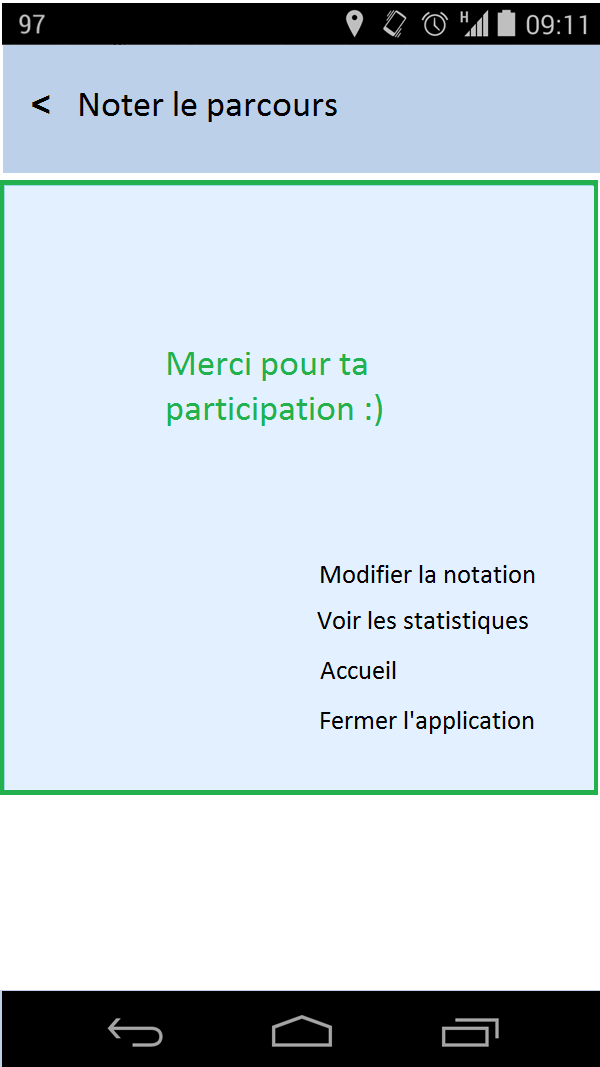 97 H 09:11
< Noter le parcours
Merci pour ta
participation :)
Modifier la notation
Voir les statistiques
Accueil
Fermer l'application